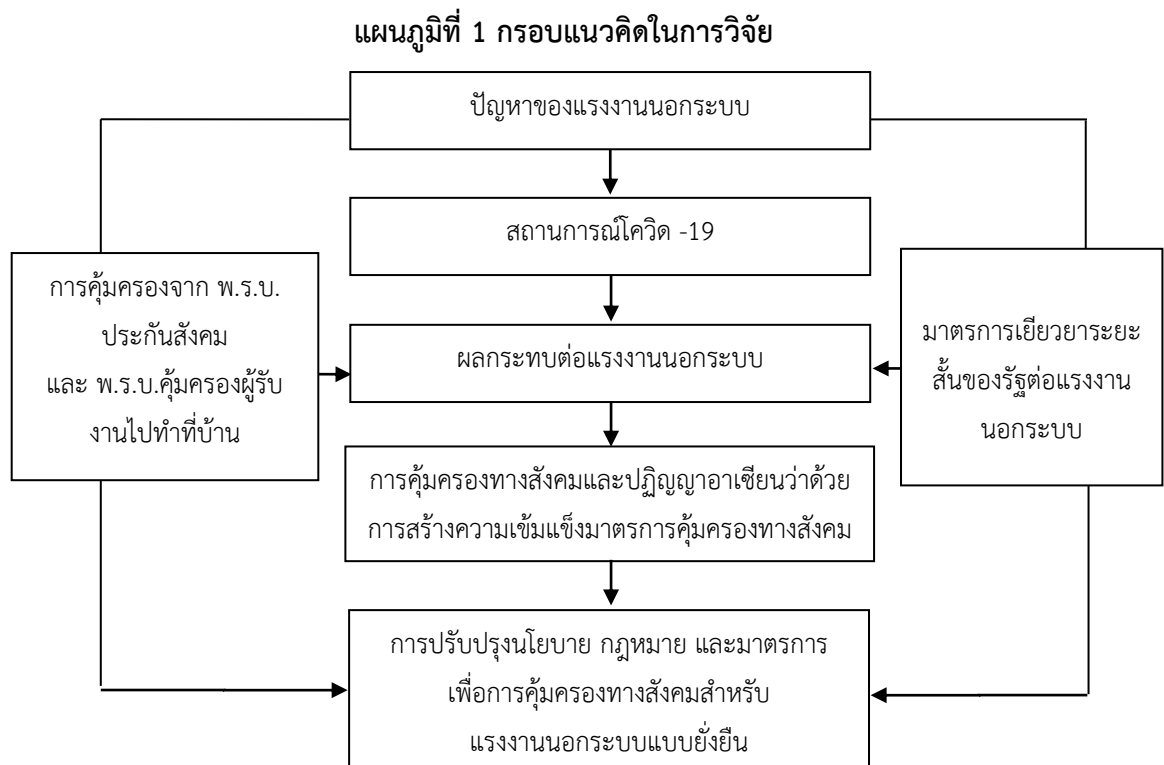 แผนภูมิที่ 1 กรอบแนวคิดในการวิจัย
ปัญหาของแรงงานนอกระบบ
สถานการณ์โควิด -19
การคุ้มครองจาก พ.ร.บ.
ประกันสังคม
และ พ.ร.บ.คุ้มครองผู้รับ
งานไปทำที่บ้าน
ผลกระทบต่อแรงงานนอกระบบ
มาตรการเยียวยาระยะ
สั้นของรัฐต่อแรงงาน
นอกระบบ
การคุ้มครองทางสังคมและปฏิญญาอาเซียนว่าด้วย
การสร้างความเข้มแข็งมาตรการคุ้มครองทางสังคม
การปรับปรุงนโยบาย กฎหมาย และมาตรการ
เพื่อการคุ้มครองทางสังคมสำหรับ
แรงงานนอกระบบแบบยั่งยืน